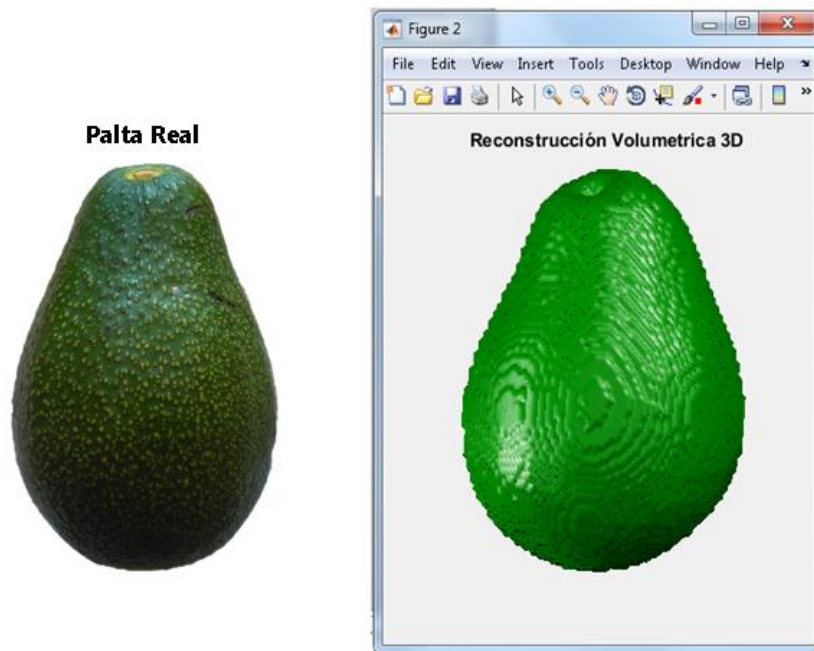 Palta Real
Figure 2
File Edit View Insert Tools Desktop Window Help
Reconstrucción Volumetrica 3D